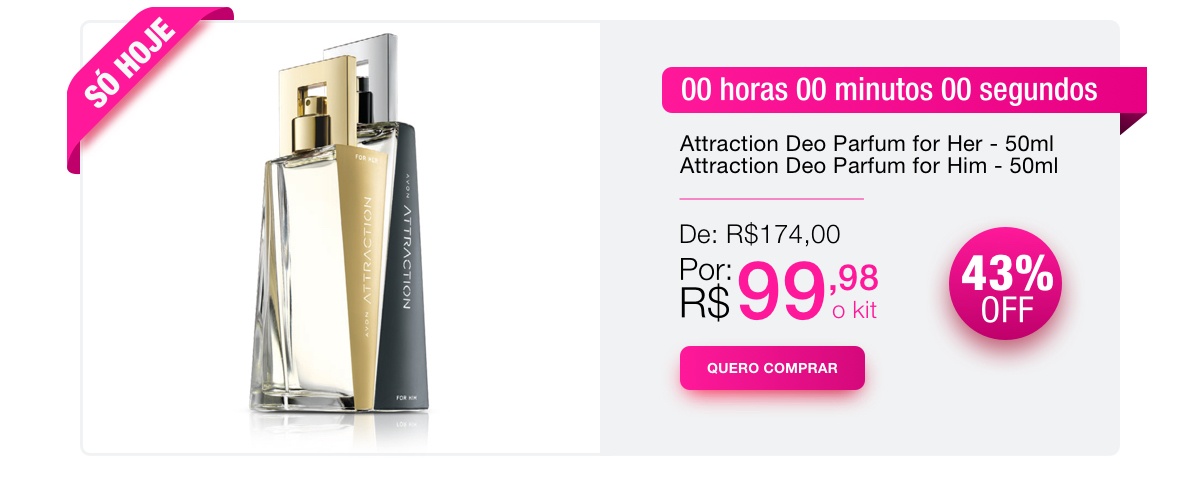 SÓ HOJE
FOR HER
AVON ATTRACTION
AVON ATTRACTION
FOR HIM
00 horas 00 minutos 00 segundos
Attraction Deo Parfum for Her - 50ml
Attraction Deo Parfum for Him - 50ml
De: R$174,00
Por:
R$ 99,98
o kit
43%
OFF
QUERO COMPRAR